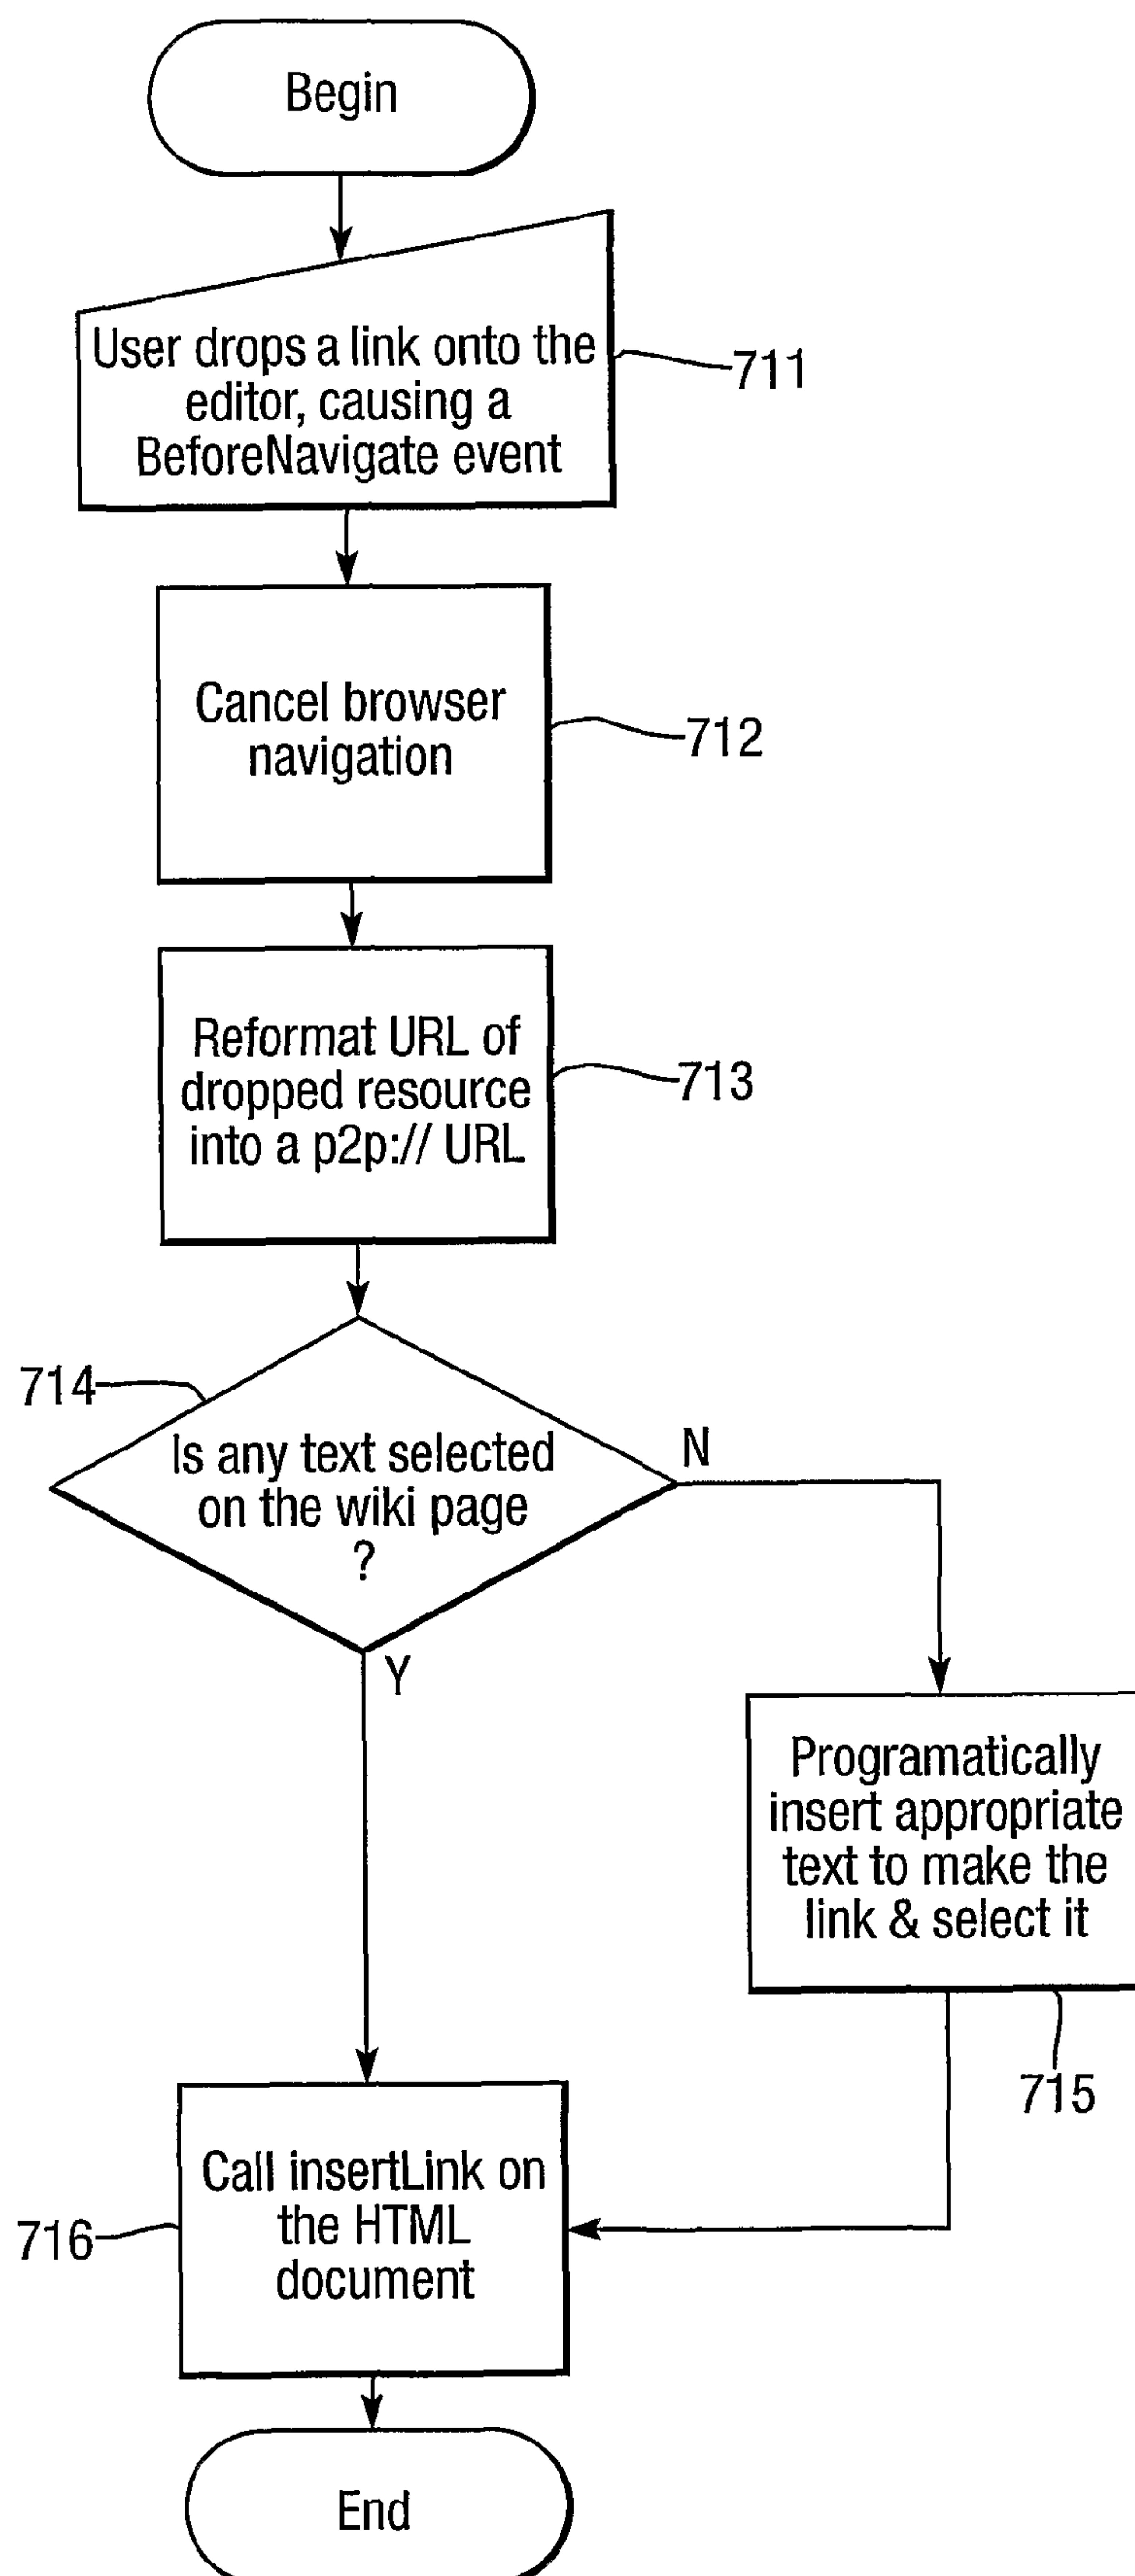 Begin
User drops a link onto the
editor, causing a
BeforeNavigate event
711
Cancel browser
navigation
712
Reformat URL of
dropped resource
into a p2p:// URL
713
714
Is any text selected
on the wiki page
?
N
Y
Programatically
insert appropriate
text to make the
link & select it
715
Call insertLink on
the HTML
document
716
End